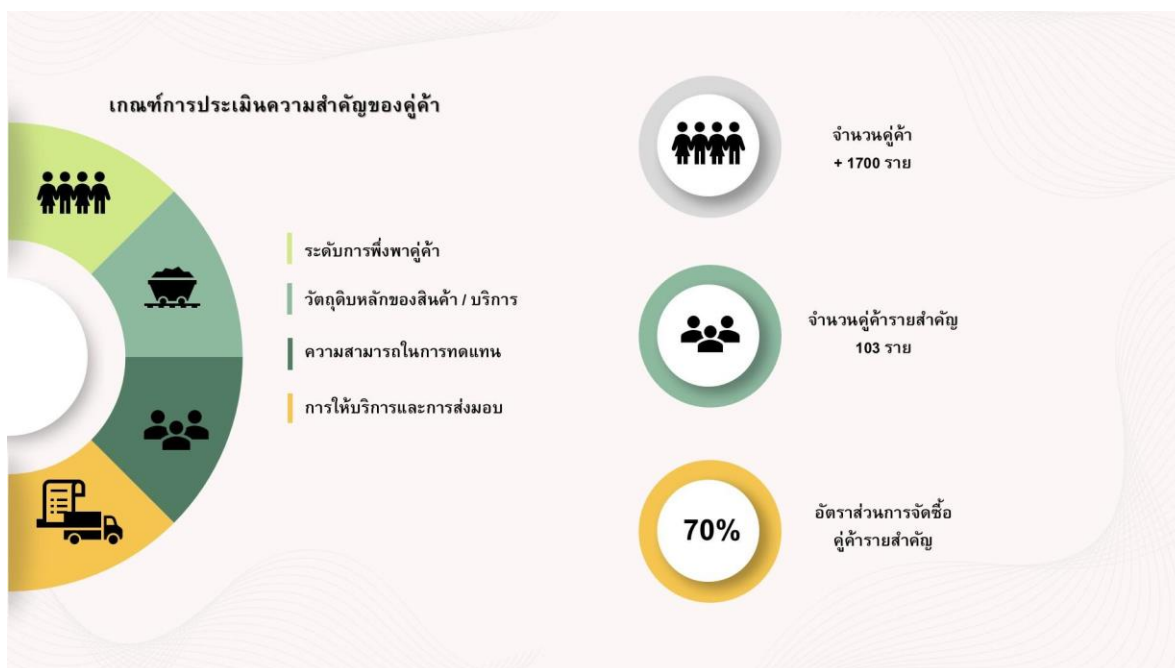 เกณฑ์การประเมินความสำคัญของคู่ค้า
ระดับการพึ่งพาคู่ค้า
วัตถุดิบหลักของสินค้า / บริการ
ความสามารถในการทดแทน
การให้บริการและการส่งมอบ
จำนวนคู่ค้า
+ 1700 ราย
จำนวนคู่ค้ารายสำคัญ
103 ราย
70%
อัตราส่วนการจัดซื้อ
คู่ค้ารายสำคัญ